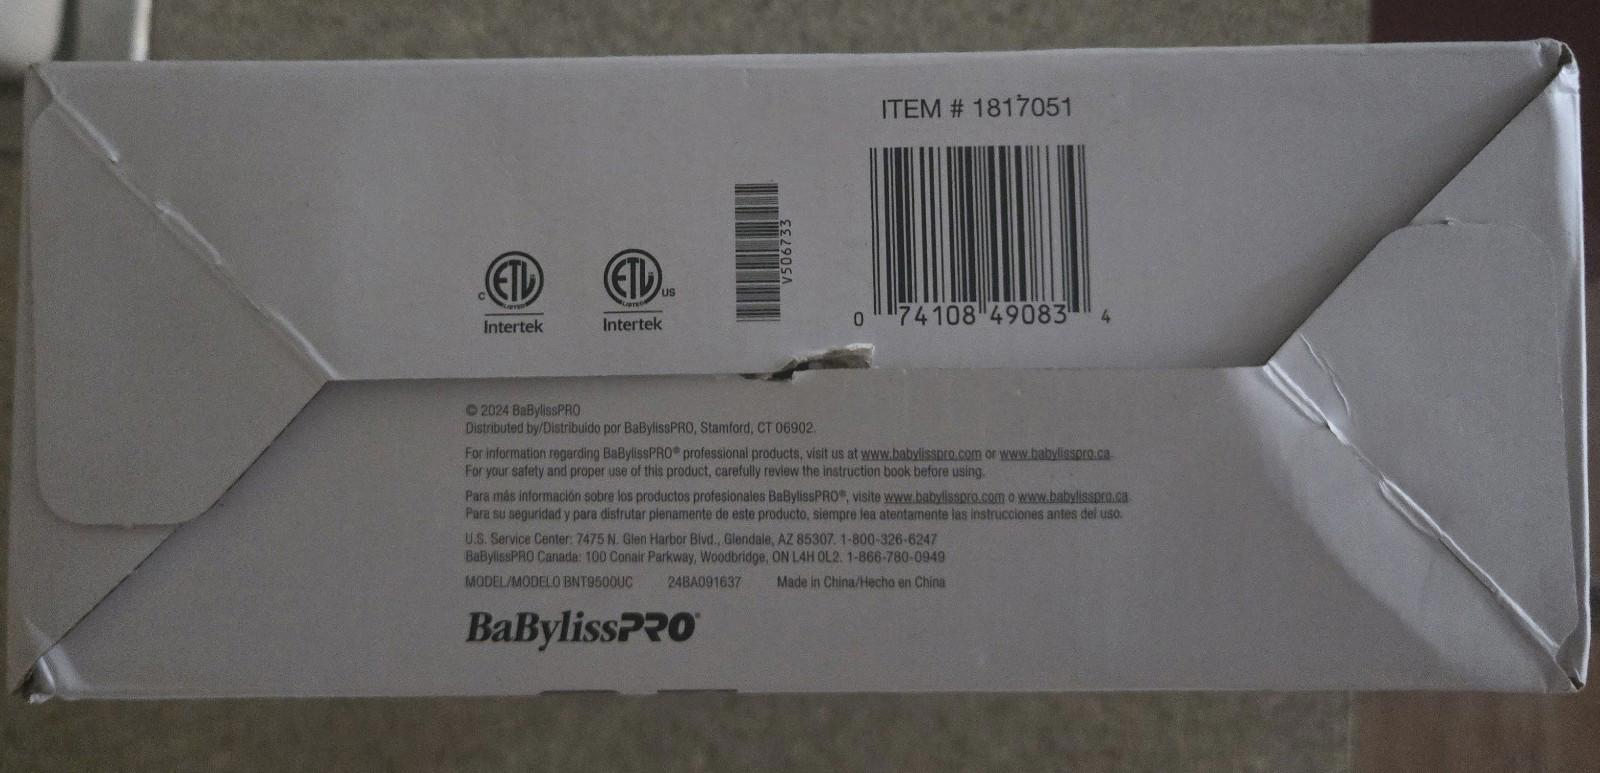 ITEM # 1817051
V506733
0 74108 49083 4
C ETL LISTED US
Intertek
ETL LISTED US
Intertek
© 2024 BaBylissPRO
Distributed by/Distribuido por BaBylissPRO, Stamford, CT 06902.
For information regarding BaBylissPRO® professional products, visit us at www.babylisspro.com or www.babylisspro.ca.
For your safety and proper use of this product, carefully review the instruction book before using.
Para más información sobre los productos profesionales BaBylissPRO®, visite www.babylisspro.com o www.babylisspro.ca.
Para su seguridad y para disfrutar plenamente de este producto, siempre lea atentamente las instrucciones antes del uso.
U.S. Service Center: 7475 N. Glen Harbor Blvd., Glendale, AZ 85307. 1-800-326-6247
BaBylissPRO Canada: 100 Conair Parkway, Woodbridge, ON L4H 0L2. 1-866-780-0949
MODEL/MODELO BNT9500UC 24BA091637 Made in China/Hecho en China
BaBylissPRO®